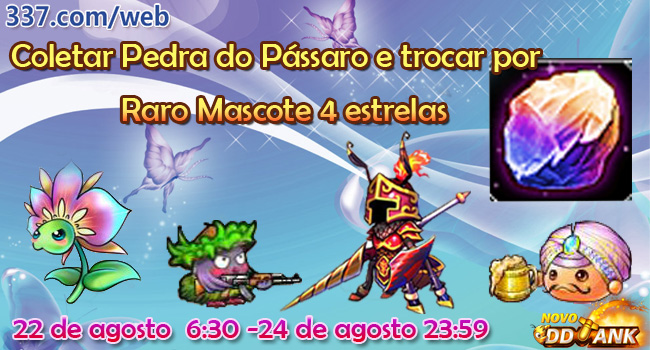 337.com/web
Coletar Pedra do Pássaro e trocar por
Raro Mascote 4 estrelas
22 de agosto 6:30 -24 de agosto 23:59
NOVO
DDTANK